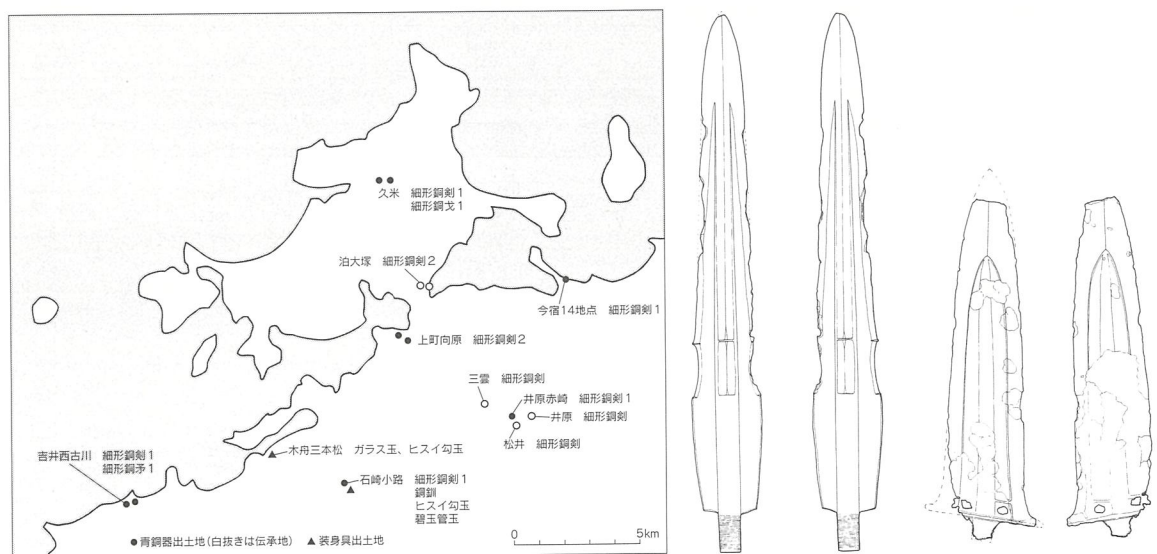 久米 細形銅剣1
細形銅戈1
泊大塚 細形銅剣2
今宿14地点 細形銅剣1
上町向原 細形銅剣2
三雲 細形銅剣
井原赤崎 細形銅剣1
井原 細形銅剣
松井 細形銅剣
木舟三本松 ガラス玉、ヒスイ勾玉
吉井西古川 細形銅剣1
細形銅矛1
石崎小路 細形銅剣1
銅釧
ヒスイ勾玉
碧玉管玉
●青銅器出土地(白抜きは伝承地) ▲装身具出土地
0 5km